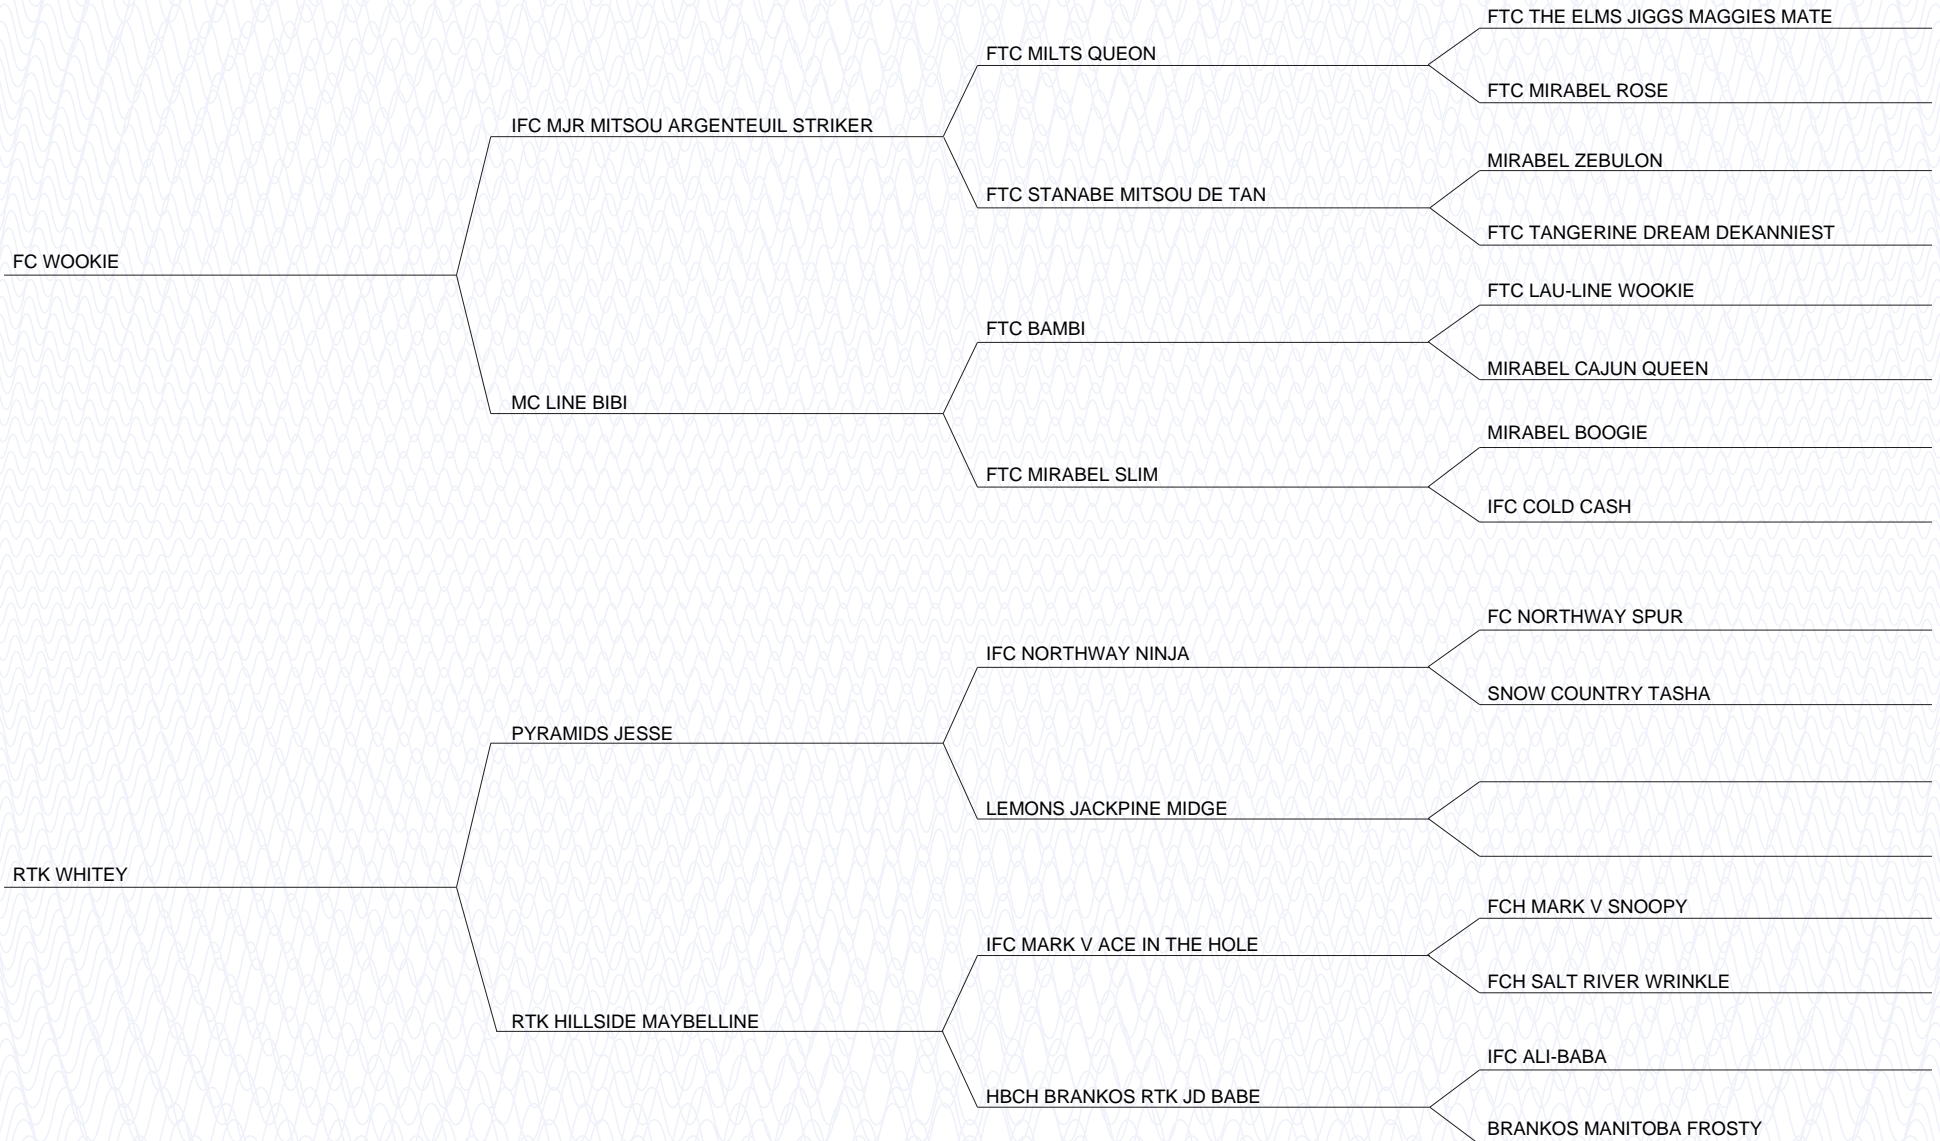 FTC THE ELMS JIGGS MAGGIES MATE
FTC MILTS QUEON
FTC MIRABEL ROSE
IFC MJR MITSOU ARGENTEUIL STRIKER
MIRABEL ZEBULON
FTC STANABE MITSOU DE TAN
FTC TANGERINE DREAM DEKANNIEST
FC WOOKIE
FTC LAU-LINE WOOKIE
FTC BAMBI
MIRABEL CAJUN QUEEN
MC LINE BIBI
MIRABEL BOOGIE
FTC MIRABEL SLIM
IFC COLD CASH
FC NORTHWAY SPUR
IFC NORTHWAY NINJA
SNOW COUNTRY TASHA
PYRAMIDS JESSE
LEMONS JACKPINE MIDGE
RTK WHITEY
FCH MARK V SNOOPY
IFC MARK V ACE IN THE HOLE
FCH SALT RIVER WRINKLE
RTK HILLSIDE MAYBELLINE
IFC ALI-BABA
HBCH BRANKOS RTK JD BABE
BRANKOS MANITOBA FROSTY